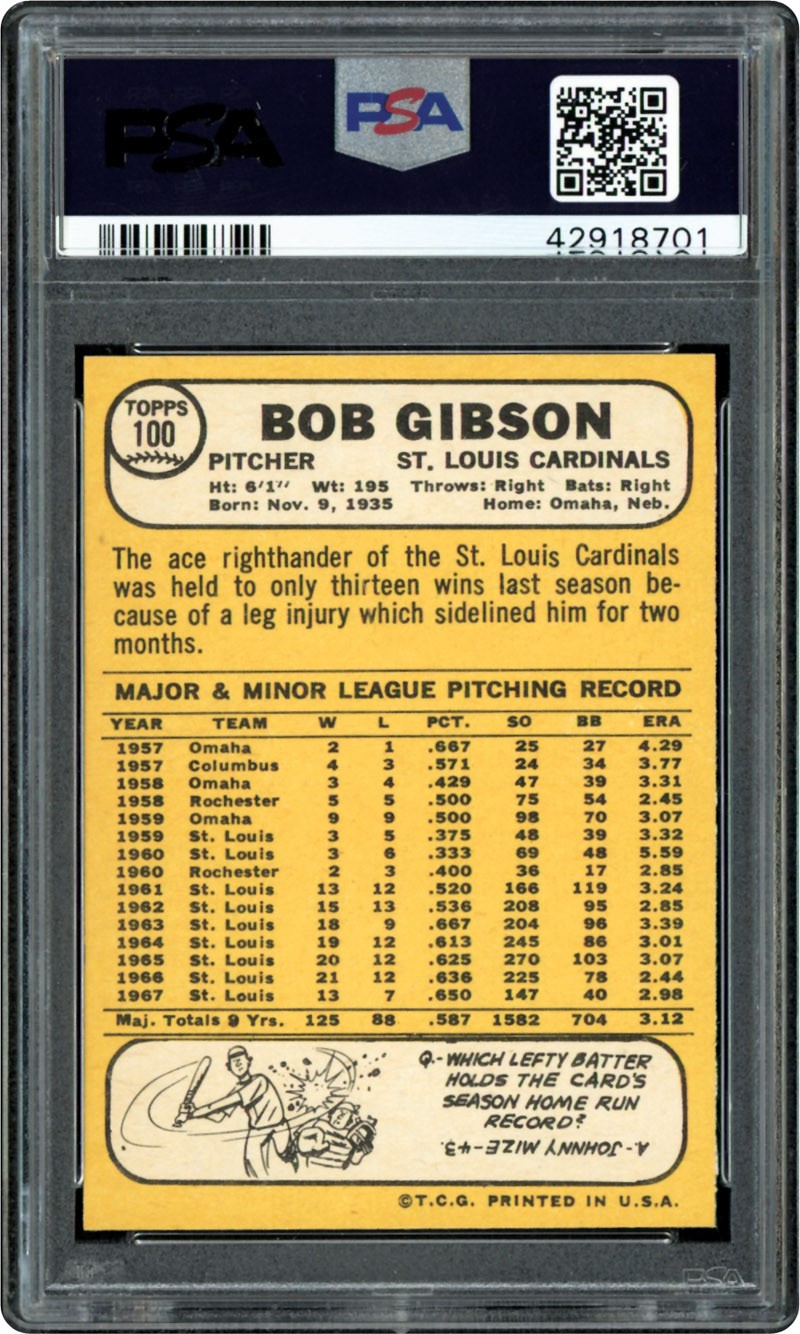 PSA
PSA
42918701
TOPPS
100
BOB GIBSON
PITCHER ST. LOUIS CARDINALS
Ht: 6'1" Wt: 195 Throws: Right Bats: Right
Born: Nov. 9, 1935 Home: Omaha, Neb.
The ace righthander of the St. Louis Cardinals
was held to only thirteen wins last season be-
cause of a leg injury which sidelined him for two
months.
MAJOR & MINOR LEAGUE PITCHING RECORD
YEAR TEAM W L PCT. SO BB ERA
1957 Omaha 2 1 .667 25 27 4.29
1957 Columbus 4 3 .571 24 34 3.77
1958 Omaha 3 4 .429 47 39 3.31
1958 Rochester 5 5 .500 75 54 2.45
1959 Omaha 9 9 .500 98 70 3.07
1959 St. Louis 3 5 .375 48 39 3.32
1960 St. Louis 3 6 .333 69 48 5.59
1960 Rochester 2 3 .400 36 17 2.85
1961 St. Louis 13 12 .520 166 119 3.24
1962 St. Louis 15 13 .536 208 95 2.85
1963 St. Louis 18 9 .667 204 96 3.39
1964 St. Louis 19 12 .613 245 86 3.01
1965 St. Louis 20 12 .625 270 103 3.07
1966 St. Louis 21 12 .636 225 78 2.44
1967 St. Louis 13 7 .650 147 40 2.98
Maj. Totals 9 Yrs. 125 88 .587 1582 704 3.12
Q.- WHICH LEFTY BATTER
HOLDS THE CARD'S
SEASON HOME RUN
RECORD?
A. JOHNNY MIZE-43.
©T.C.G. PRINTED IN U.S.A.
PSA